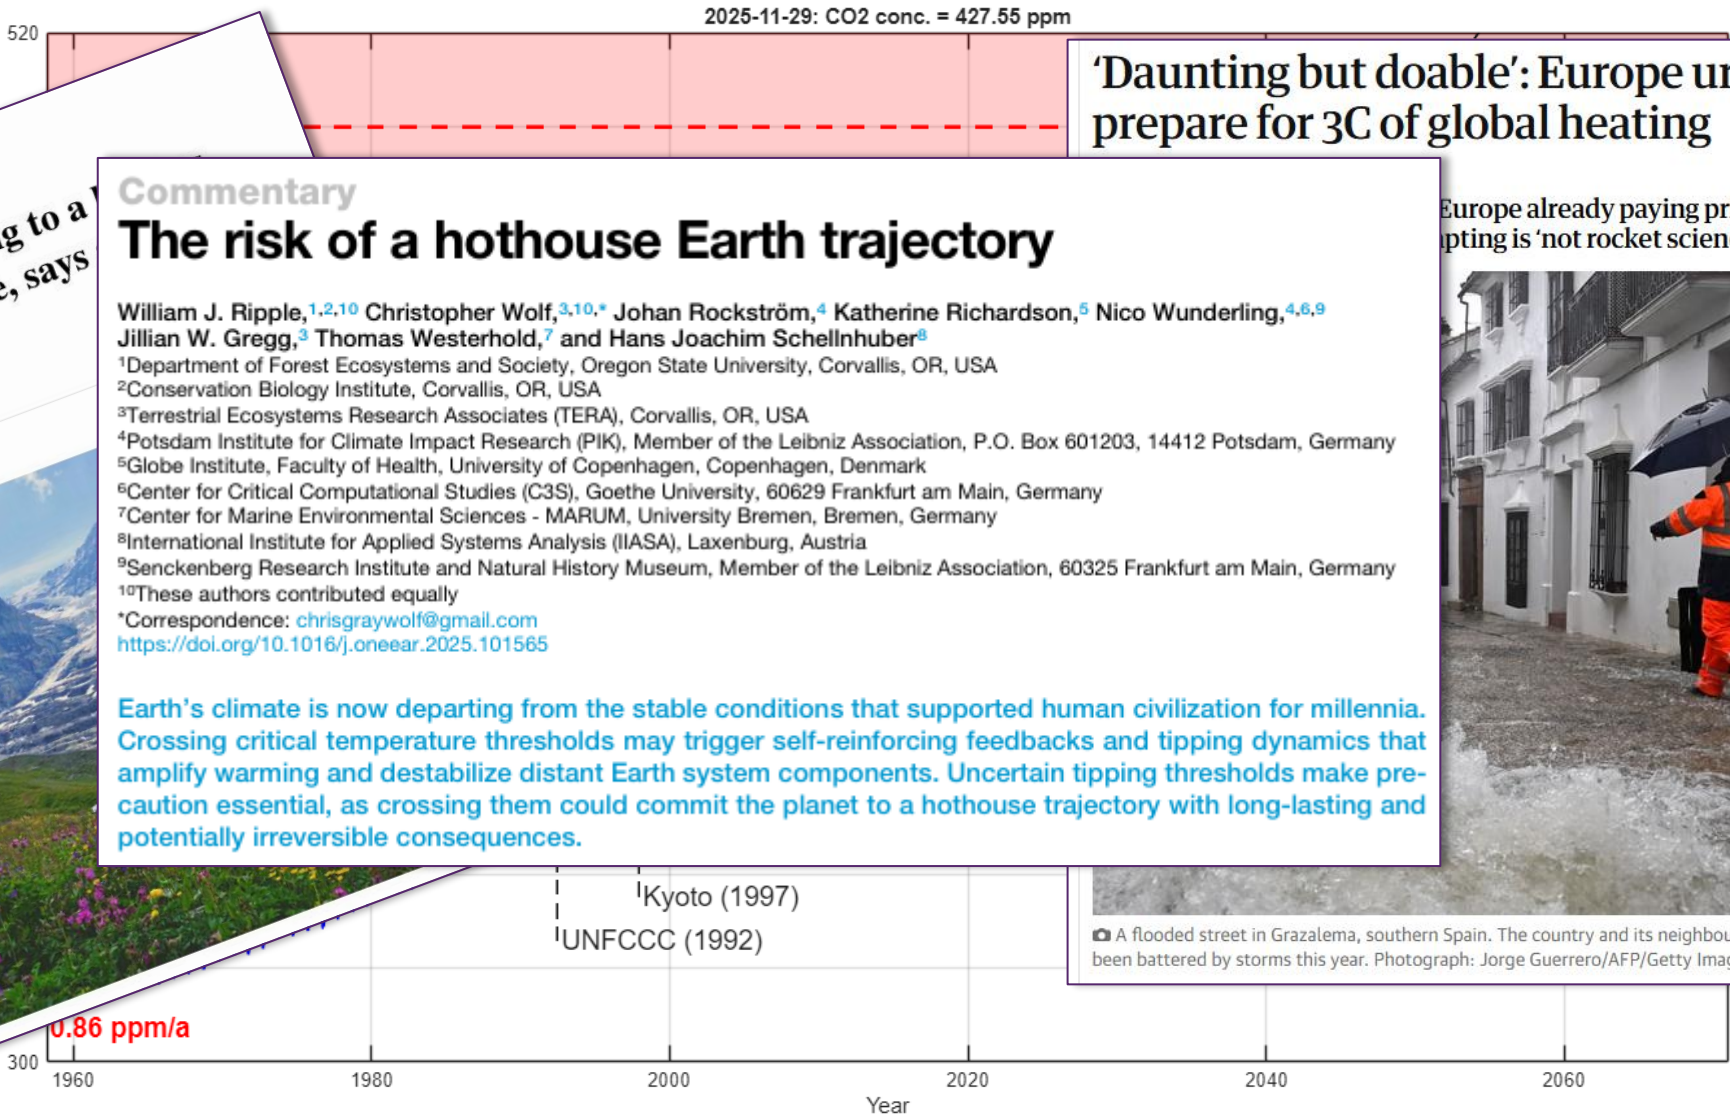 2025-11-29: CO2 conc. = 427.55 ppm
520
‘Daunting but doable’: Europe
prepare for 3C of global heating
Europe already paying
is ‘not rocket
to a
says
Commentary
The risk of a hothouse Earth trajectory
William J. Ripple,1,2,10 Christopher Wolf,3,10,* Johan Rockström,4 Katherine Richardson,5 Nico Wunderling,4,6,9
Jillian W. Gregg,3 Thomas Westerhold,7 and Hans Joachim Schellnhuber8
1Department of Forest Ecosystems and Society, Oregon State University, Corvallis, OR, USA
2Conservation Biology Institute, Corvallis, OR, USA
3Terrestrial Ecosystems Research Associates (TERA), Corvallis, OR, USA
4Potsdam Institute for Climate Impact Research (PIK), Member of the Leibniz Association, P.O. Box 601203, 14412 Potsdam, Germany
5Globe Institute, Faculty of Health, University of Copenhagen, Copenhagen, Denmark
6Center for Critical Computational Studies (C3S), Goethe University, 60629 Frankfurt am Main, Germany
7Center for Marine Environmental Sciences - MARUM, University Bremen, Bremen, Germany
8International Institute for Applied Systems Analysis (IIASA), Laxenburg, Austria
9Senckenberg Research Institute and Natural History Museum, Member of the Leibniz Association, 60325 Frankfurt am Main, Germany
10These authors contributed equally
*Correspondence: chrisgraywolf@gmail.com
https://doi.org/10.1016/j.oneear.2025.101565
Earth’s climate is now departing from the stable conditions that supported human civilization for millennia.
Crossing critical temperature thresholds may trigger self-reinforcing feedbacks and tipping dynamics that
amplify warming and destabilize distant Earth system components. Uncertain tipping thresholds make pre-
caution essential, as crossing them could commit the planet to a hothouse trajectory with long-lasting and
potentially irreversible consequences.
Kyoto (1997)
UNFCCC (1992)
A flooded street in Grazalema, southern Spain. The country and its
been battered by storms this year. Photograph: Jorge Guerrero/AFP/Getty
0.86 ppm/a
300
1960 1980 2000 2020 2040 2060
Year